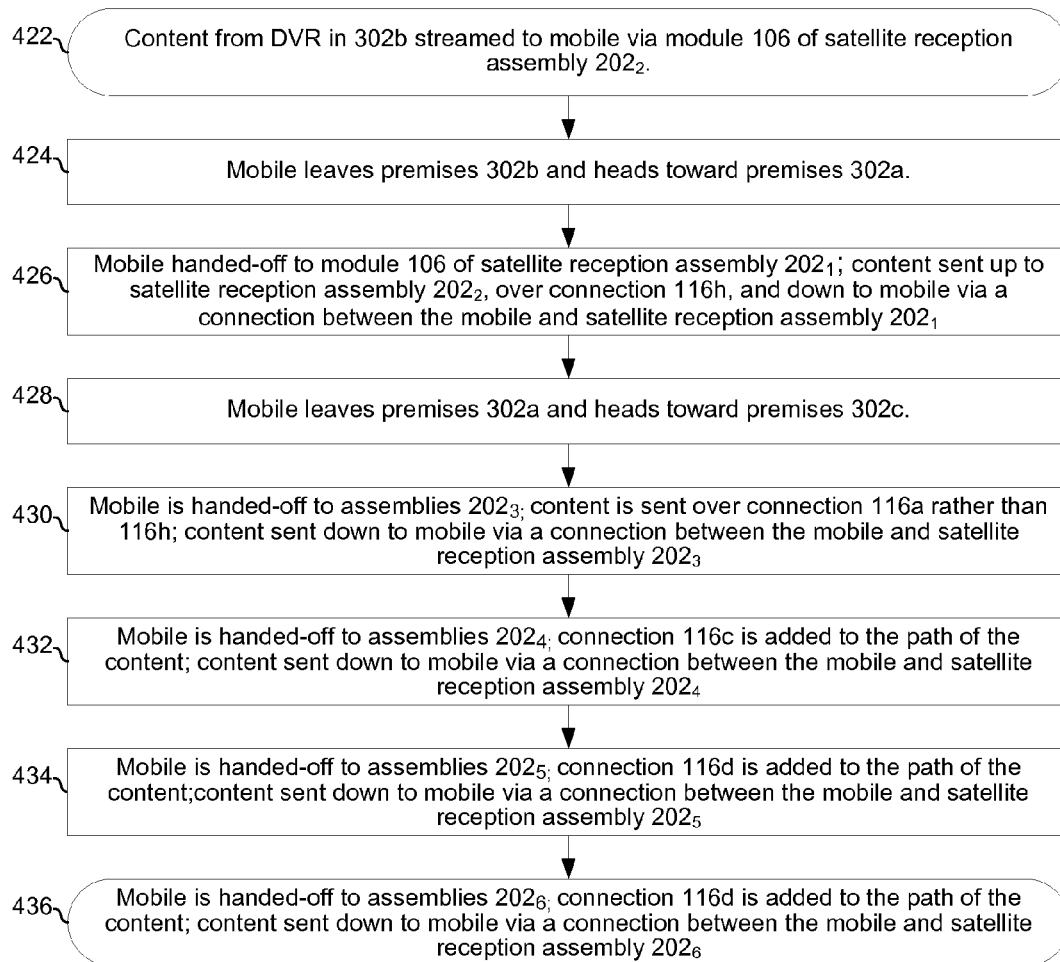 422
Content from DVR in 302b streamed to mobile via module 106 of satellite reception
assembly 202₂.
424
Mobile leaves premises 302b and heads toward premises 302a.
426
Mobile handed-off to module 106 of satellite reception assembly 202₁; content sent up to
satellite reception assembly 202₂, over connection 116h, and down to mobile via a
connection between the mobile and satellite reception assembly 202₁
428
Mobile leaves premises 302a and heads toward premises 302c.
430
Mobile is handed-off to assemblies 202₃; content is sent over connection 116a rather than
116h; content sent down to mobile via a connection between the mobile and satellite
reception assembly 202₃
432
Mobile is handed-off to assemblies 202₄; connection 116c is added to the path of the
content; content sent down to mobile via a connection between the mobile and satellite
reception assembly 202₄
434
Mobile is handed-off to assemblies 202₅; connection 116d is added to the path of the
content;content sent down to mobile via a connection between the mobile and satellite
reception assembly 202₅
436
Mobile is handed-off to assemblies 202₆; connection 116d is added to the path of the
content; content sent down to mobile via a connection between the mobile and satellite
reception assembly 202₆